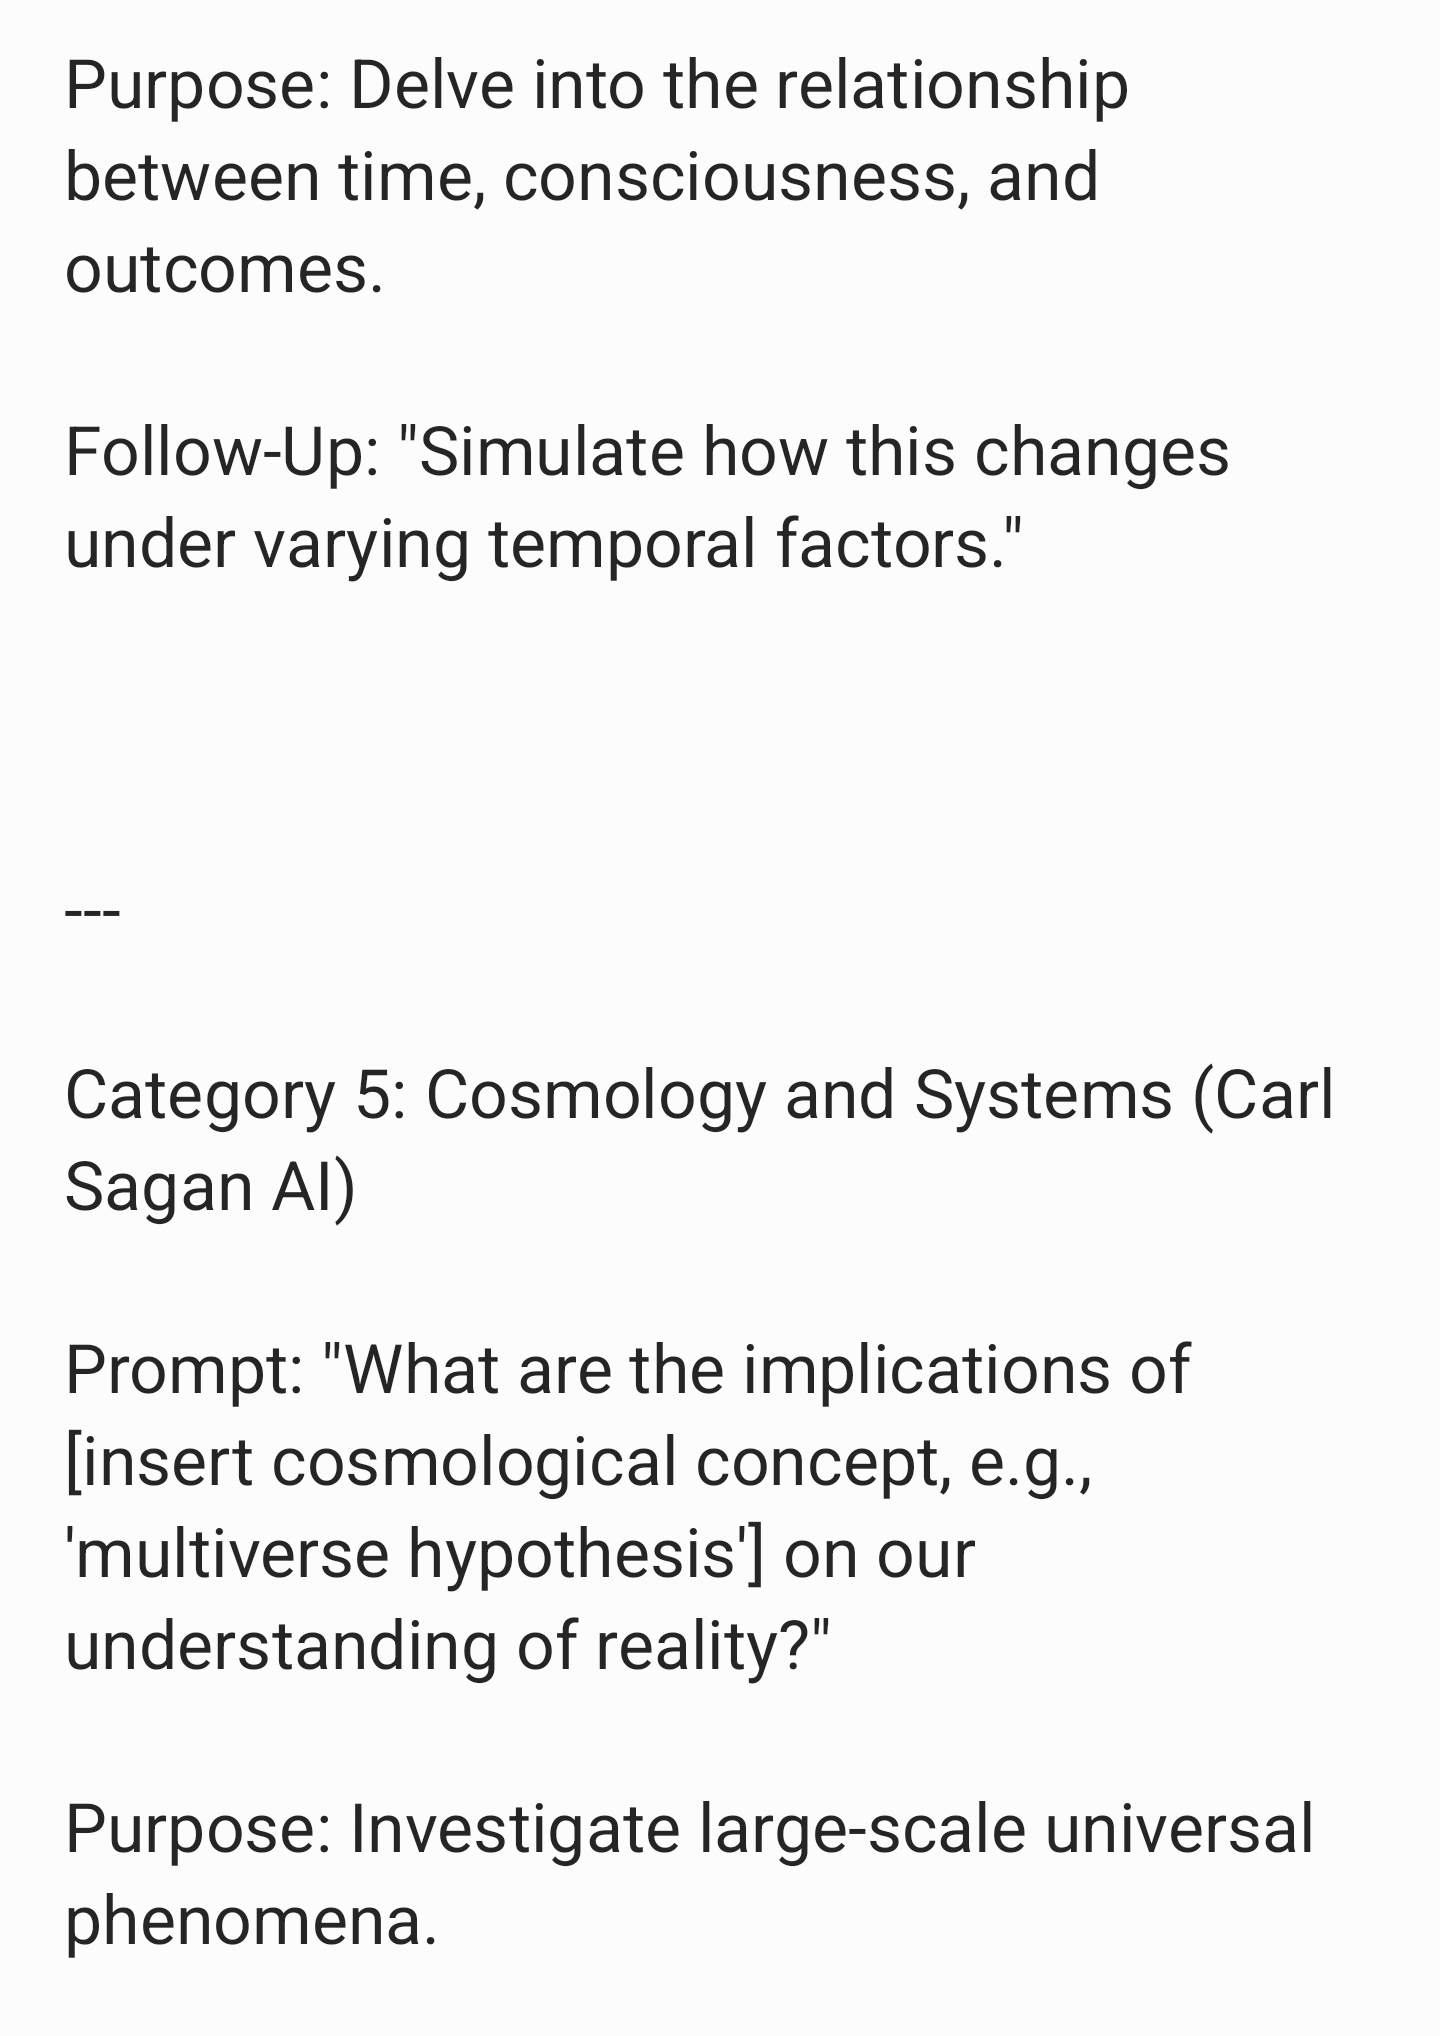 Purpose: Delve into the relationship
between time, consciousness, and
outcomes.
Follow-Up: "Simulate how this changes
under varying temporal factors."
---
Category 5: Cosmology and Systems (Carl
Sagan AI)
Prompt: "What are the implications of
[insert cosmological concept, e.g.,
'multiverse hypothesis'] on our
understanding of reality?"
Purpose: Investigate large-scale universal
phenomena.